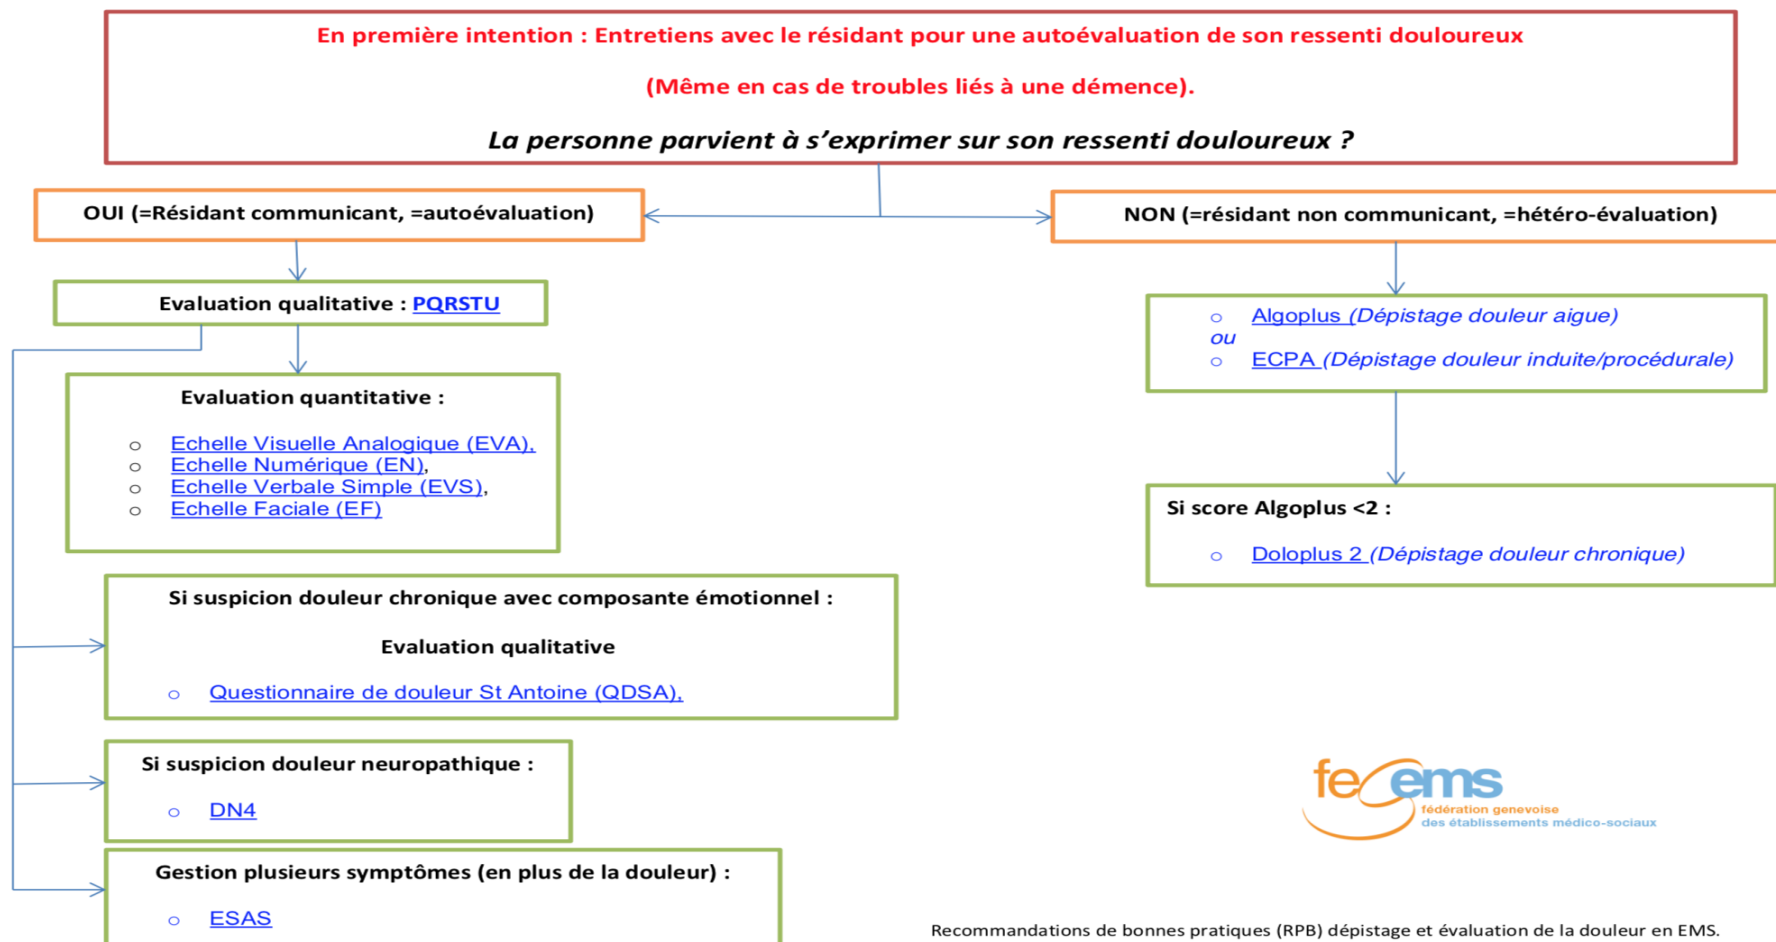 En première intention : Entretiens avec le résidant pour une autoévaluation de son ressenti douloureux
(Même en cas de troubles liés à une démence).
La personne parvient à s’exprimer sur son ressenti douloureux ?
OUI (=Résidant communicant, =autoévaluation)
Evaluation qualitative : PQRSTU
Evaluation quantitative :
o Echelle Visuelle Analogique (EVA),
o Echelle Numérique (EN),
o Echelle Verbale Simple (EVS),
o Echelle Faciale (EF)
Si suspicion douleur chronique avec composante émotionnel :
Evaluation qualitative
o Questionnaire de douleur St Antoine (QDSA),
Si suspicion douleur neuropathique :
o DN4
Gestion plusieurs symptômes (en plus de la douleur) :
o ESAS
NON (=résidant non communicant, =hétéro-évaluation)
o Algoplus (Dépistage douleur aigue)
ou
o ECPA (Dépistage douleur induite/procédurale)
Si score Algoplus <2 :
o Doloplus 2 (Dépistage douleur chronique)
fegems
fédération genevoise
des établissements médico-sociaux
Recommandations de bonnes pratiques (RPB) dépistage et évaluation de la douleur en EMS.